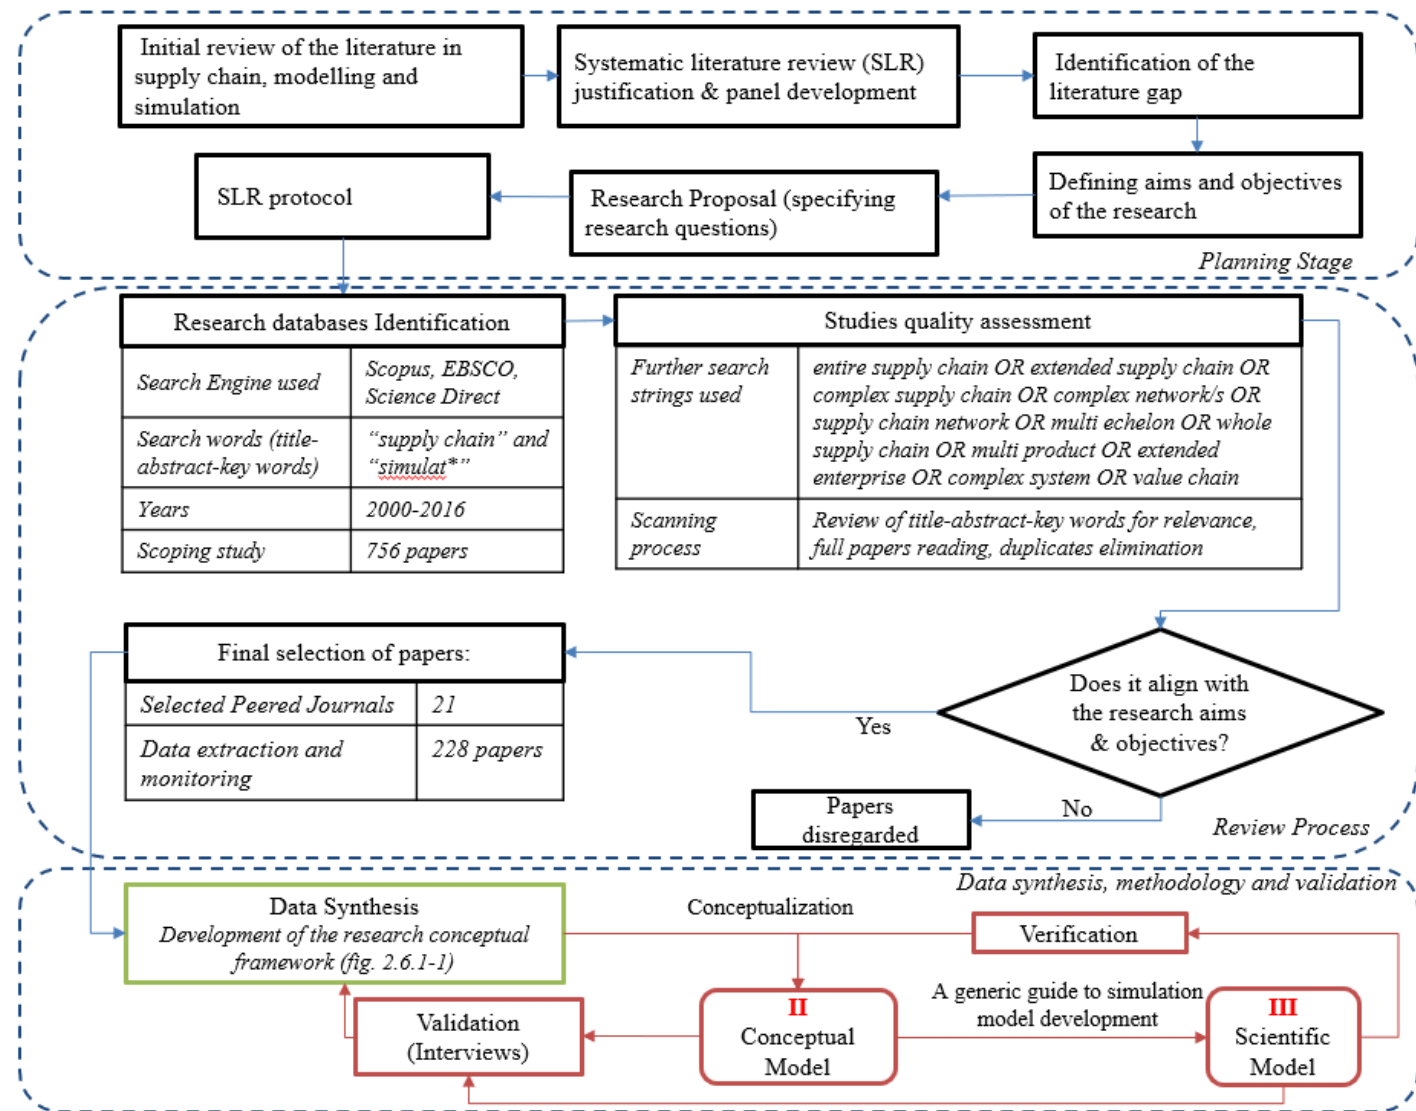 Initial review of the literature in
supply chain, modelling and
simulation
Systematic literature review (SLR)
justification & panel development
Identification of the
literature gap
Defining aims and objectives
of the research
Research Proposal (specifying
research questions)
SLR protocol
Planning Stage
Research databases Identification
Search Engine used
Scopus, EBSCO,
Science Direct
Search words (title-
abstract-key words)
“supply chain” and
“simulat*”
Years
2000-2016
Scoping study
756 papers
Studies quality assessment
Further search
strings used
entire supply chain OR extended supply chain OR
complex supply chain OR complex network/s OR
supply chain network OR multi echelon OR whole
supply chain OR multi product OR extended
enterprise OR complex system OR value chain
Scanning
process
Review of title-abstract-key words for relevance,
full papers reading, duplicates elimination
Does it align with
the research aims
& objectives?
Yes
No
Final selection of papers:
Selected Peered Journals
21
Data extraction and
monitoring
228 papers
Papers
disregarded
Review Process
Data synthesis, methodology and validation
Data Synthesis
Development of the research conceptual
framework (fig. 2.6.1-1)
Conceptualization
Verification
Validation
(Interviews)
II
Conceptual
Model
A generic guide to simulation
model development
III
Scientific
Model